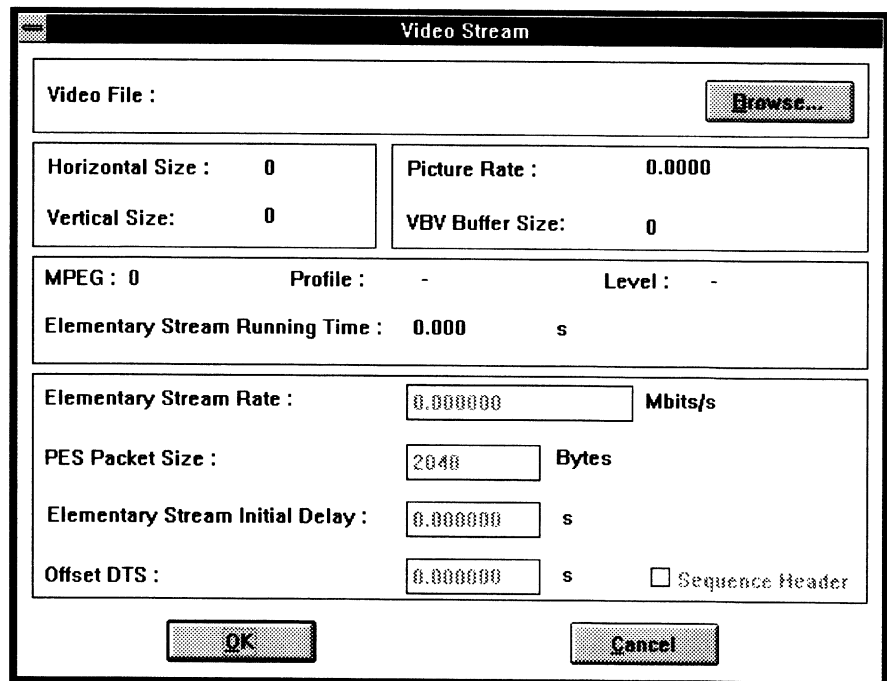 Video Stream
Video File : Browse...
Horizontal Size : 0
Vertical Size: 0
Picture Rate : 0.0000
VBV Buffer Size: 0
MPEG : 0 Profile : - Level : -
Elementary Stream Running Time : 0.000 s
Elementary Stream Rate : 0.000000 Mbits/s
PES Packet Size : 2048 Bytes
Elementary Stream Initial Delay : 0.000000 s
Offset DTS : 0.000000 s Sequence Header
OK Cancel